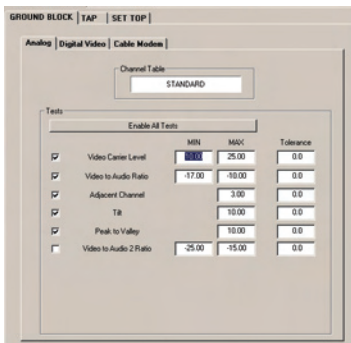 GROUND BLOCK TAP SET TOP
Analog Digital Video Cable Modem
Channel Table
STANDARD
Tests
Enable All Tests
MIN MAX Tolerance
Video Carrier Level 25.00 0.0
Video to Audio Ratio -17.00 -10.00 0.0
Adjacent Channel 3.00 0.0
Tilt 10.00 0.0
Peak to Valley 10.00 0.0
Video to Audio 2 Ratio -25.00 -15.00 0.0